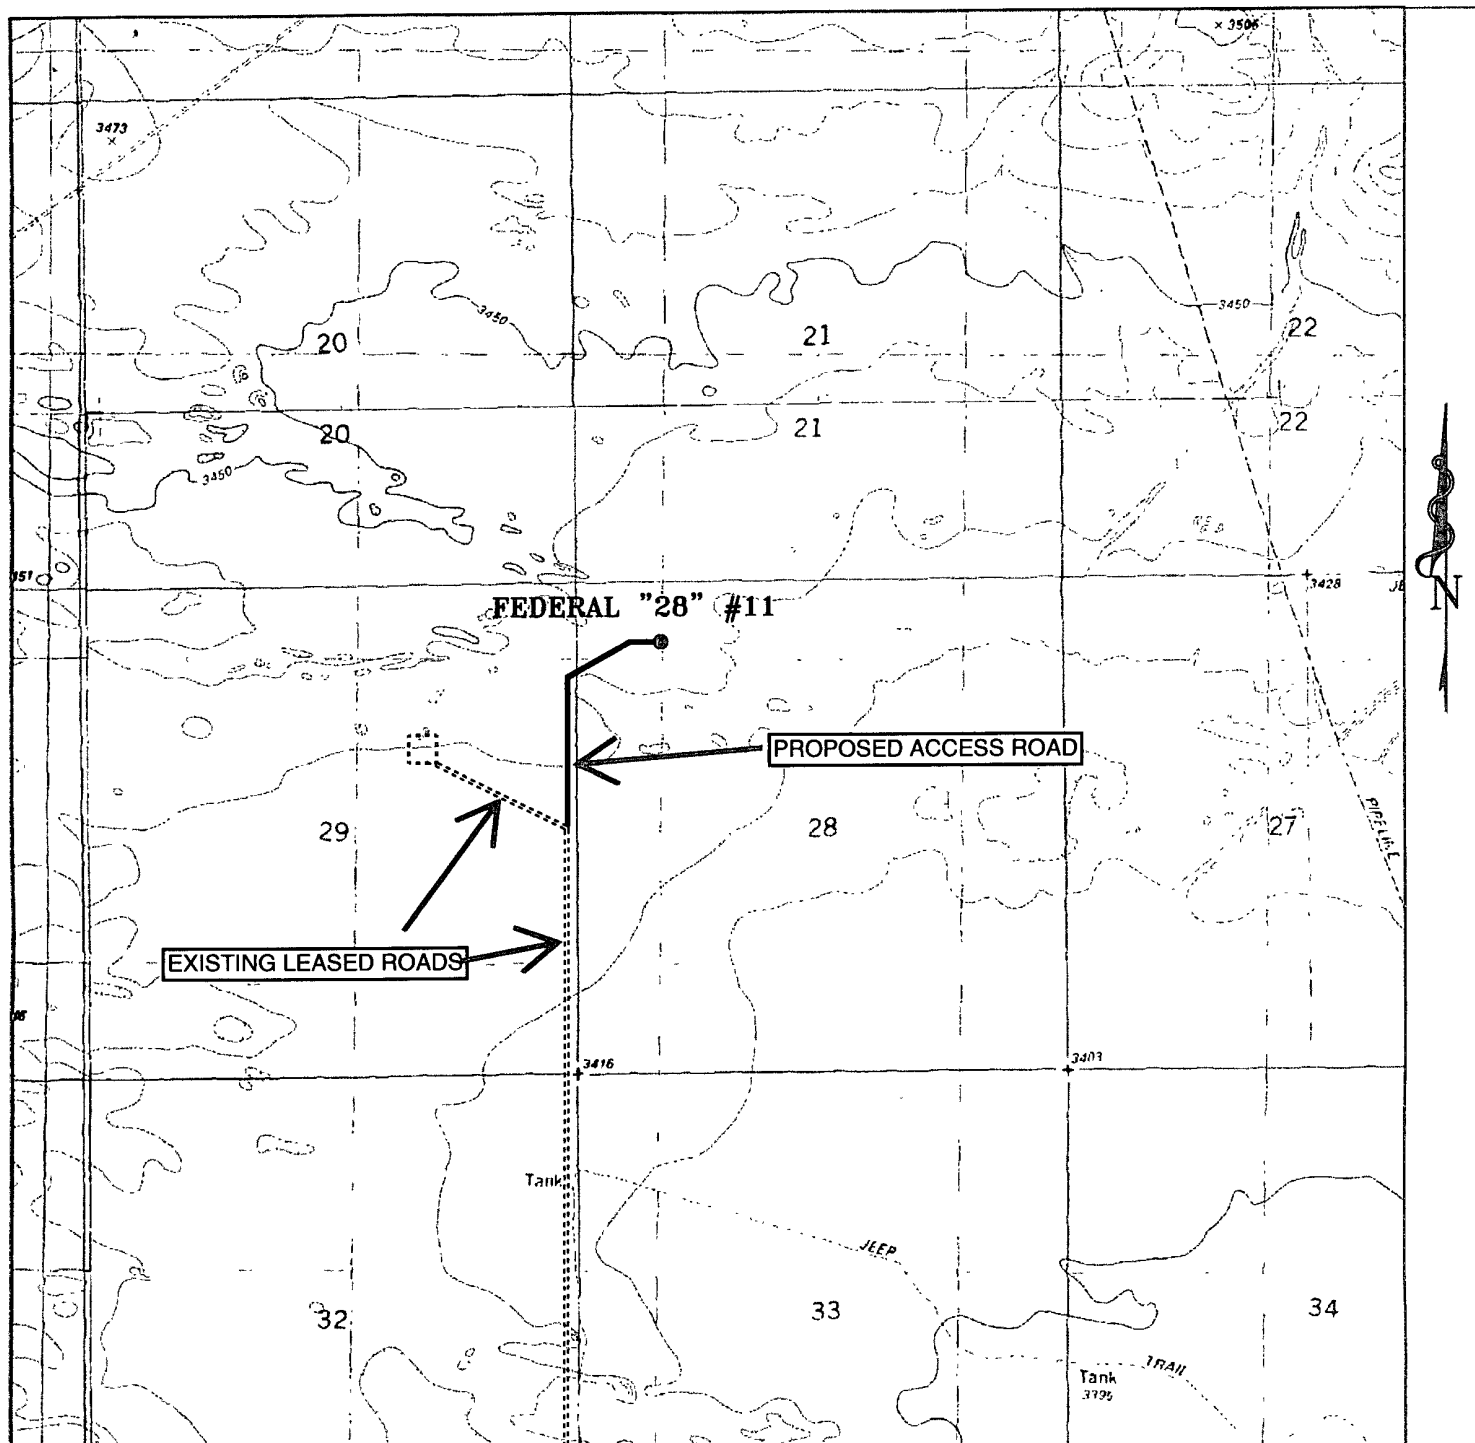 3506
3473
3450
3450
20
21
22
20
21
22
3450
3428
N
FEDERAL "28" #11
PROPOSED ACCESS ROAD
PIPELINE
29
28
27
EXISTING LEASED ROADS
3416
3403
Tank
JEEP
32
33
34
TRAIL
Tank
3395